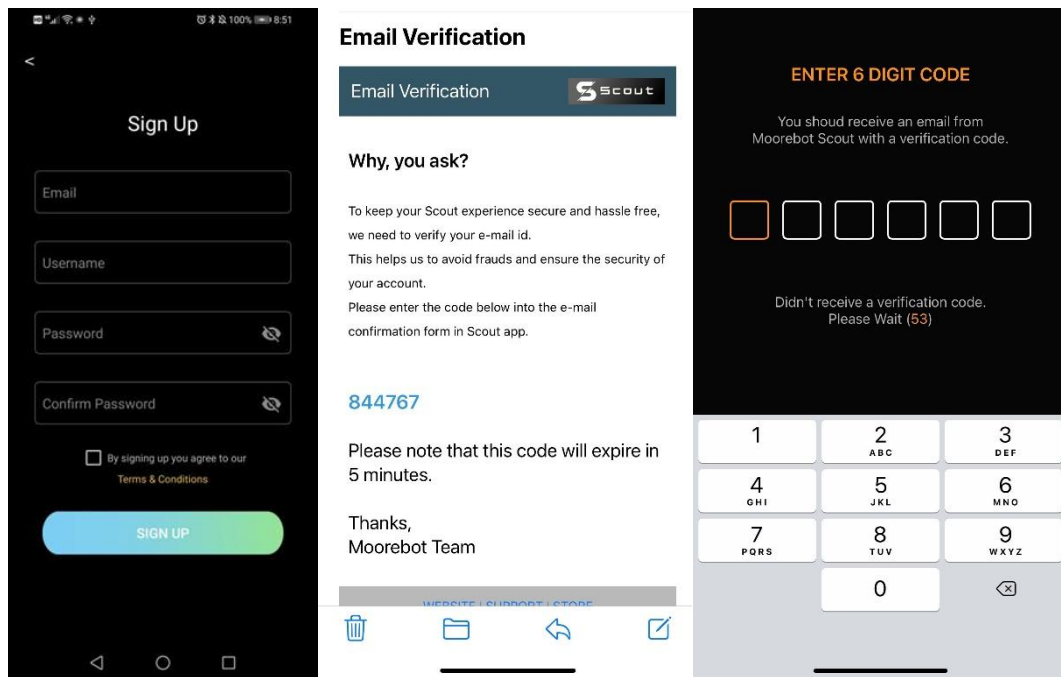 100% 8:51
<
Sign Up
Email
Username
Password
Confirm Password
By signing up you agree to our
Terms & Conditions
SIGN UP
Email Verification
Email Verification
Scout
Why, you ask?
To keep your Scout experience secure and hassle free,
we need to verify your e-mail id.
This helps us to avoid frauds and ensure the security of
your account.
Please enter the code below into the e-mail
confirmation form in Scout app.
844767
Please note that this code will expire in
5 minutes.
Thanks,
Moorebot Team
WEBSITE | SUPPORT | STORE
ENTER 6 DIGIT CODE
You shoud receive an email from
Moorebot Scout with a verification code.
Didn't receive a verification code.
Please Wait (53)
1 2 3
ABC DEF
4 5 6
GHI JKL MNO
7 8 9
PQRS TUV WXYZ
0